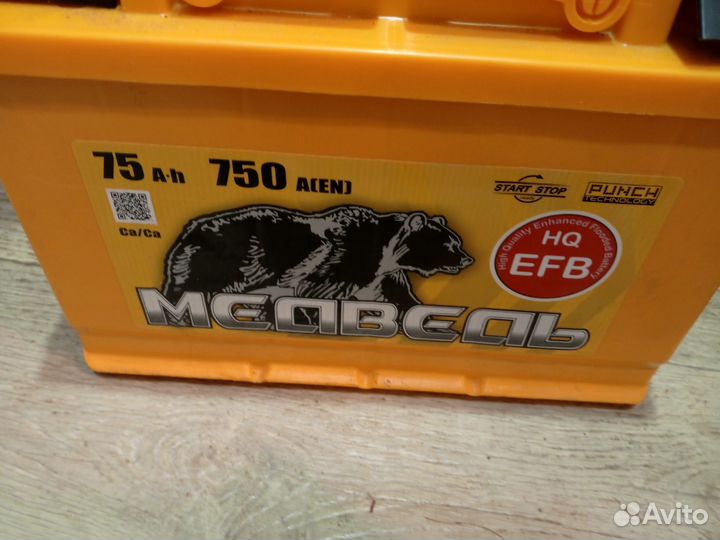 75 A·h 750 A(EN)
Ca/Ca
START STOP
PUNCH
TECHNOLOGY
High Quality Enhanced Flooded Battery
HQ
EFB
МЕДВЕДЬ
Avito